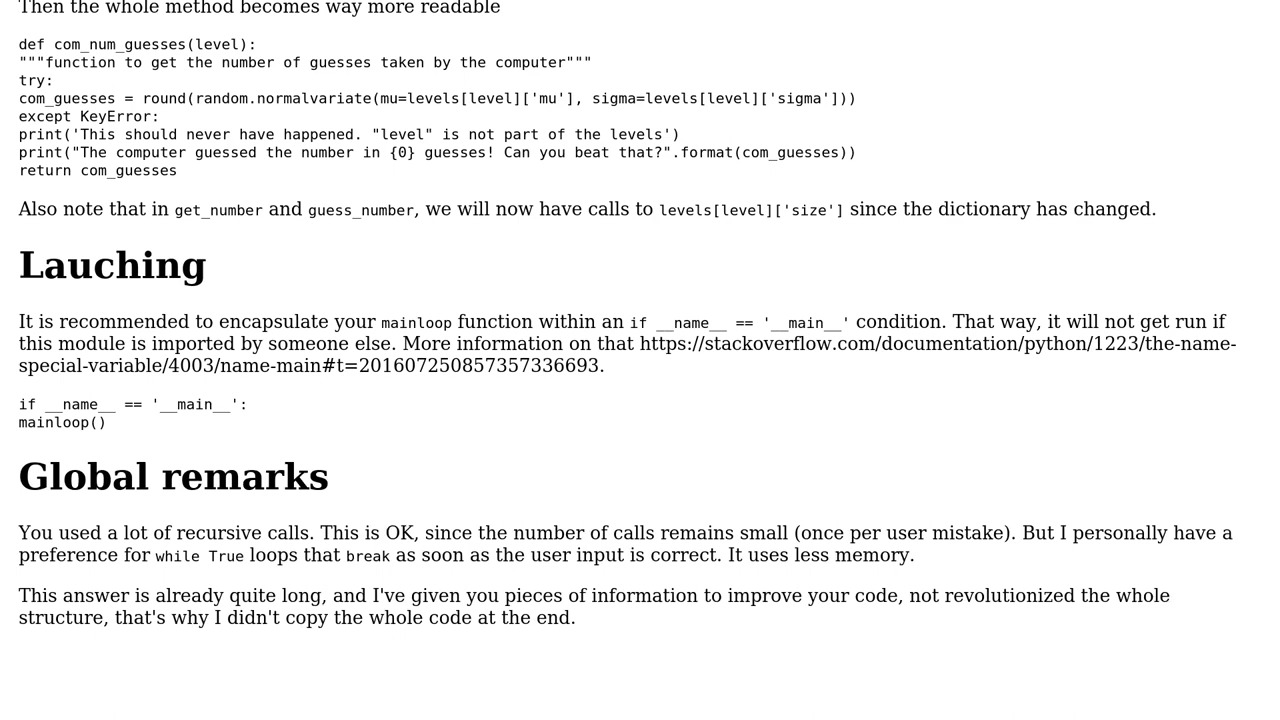 Then the whole method becomes way more readable
def com_num_guesses(level):
"""function to get the number of guesses taken by the computer"""
try:
com_guesses = round(random.normalvariate(mu=levels[level]['mu'], sigma=levels[level]['sigma']))
except KeyError:
print('This should never have happened. "level" is not part of the levels')
print("The computer guessed the number in {0} guesses! Can you beat that?".format(com_guesses))
return com_guesses
Also note that in get_number and guess_number, we will now have calls to levels[level]['size'] since the dictionary has changed.
Lauching
It is recommended to encapsulate your mainloop function within an if __name__ == '__main__' condition. That way, it will not get run if
this module is imported by someone else. More information on that https://stackoverflow.com/documentation/python/1223/the-name-
special-variable/4003/name-main#t=201607250857357336693.
if __name__ == '__main__':
mainloop()
Global remarks
You used a lot of recursive calls. This is OK, since the number of calls remains small (once per user mistake). But I personally have a
preference for while True loops that break as soon as the user input is correct. It uses less memory.
This answer is already quite long, and I've given you pieces of information to improve your code, not revolutionized the whole
structure, that's why I didn't copy the whole code at the end.